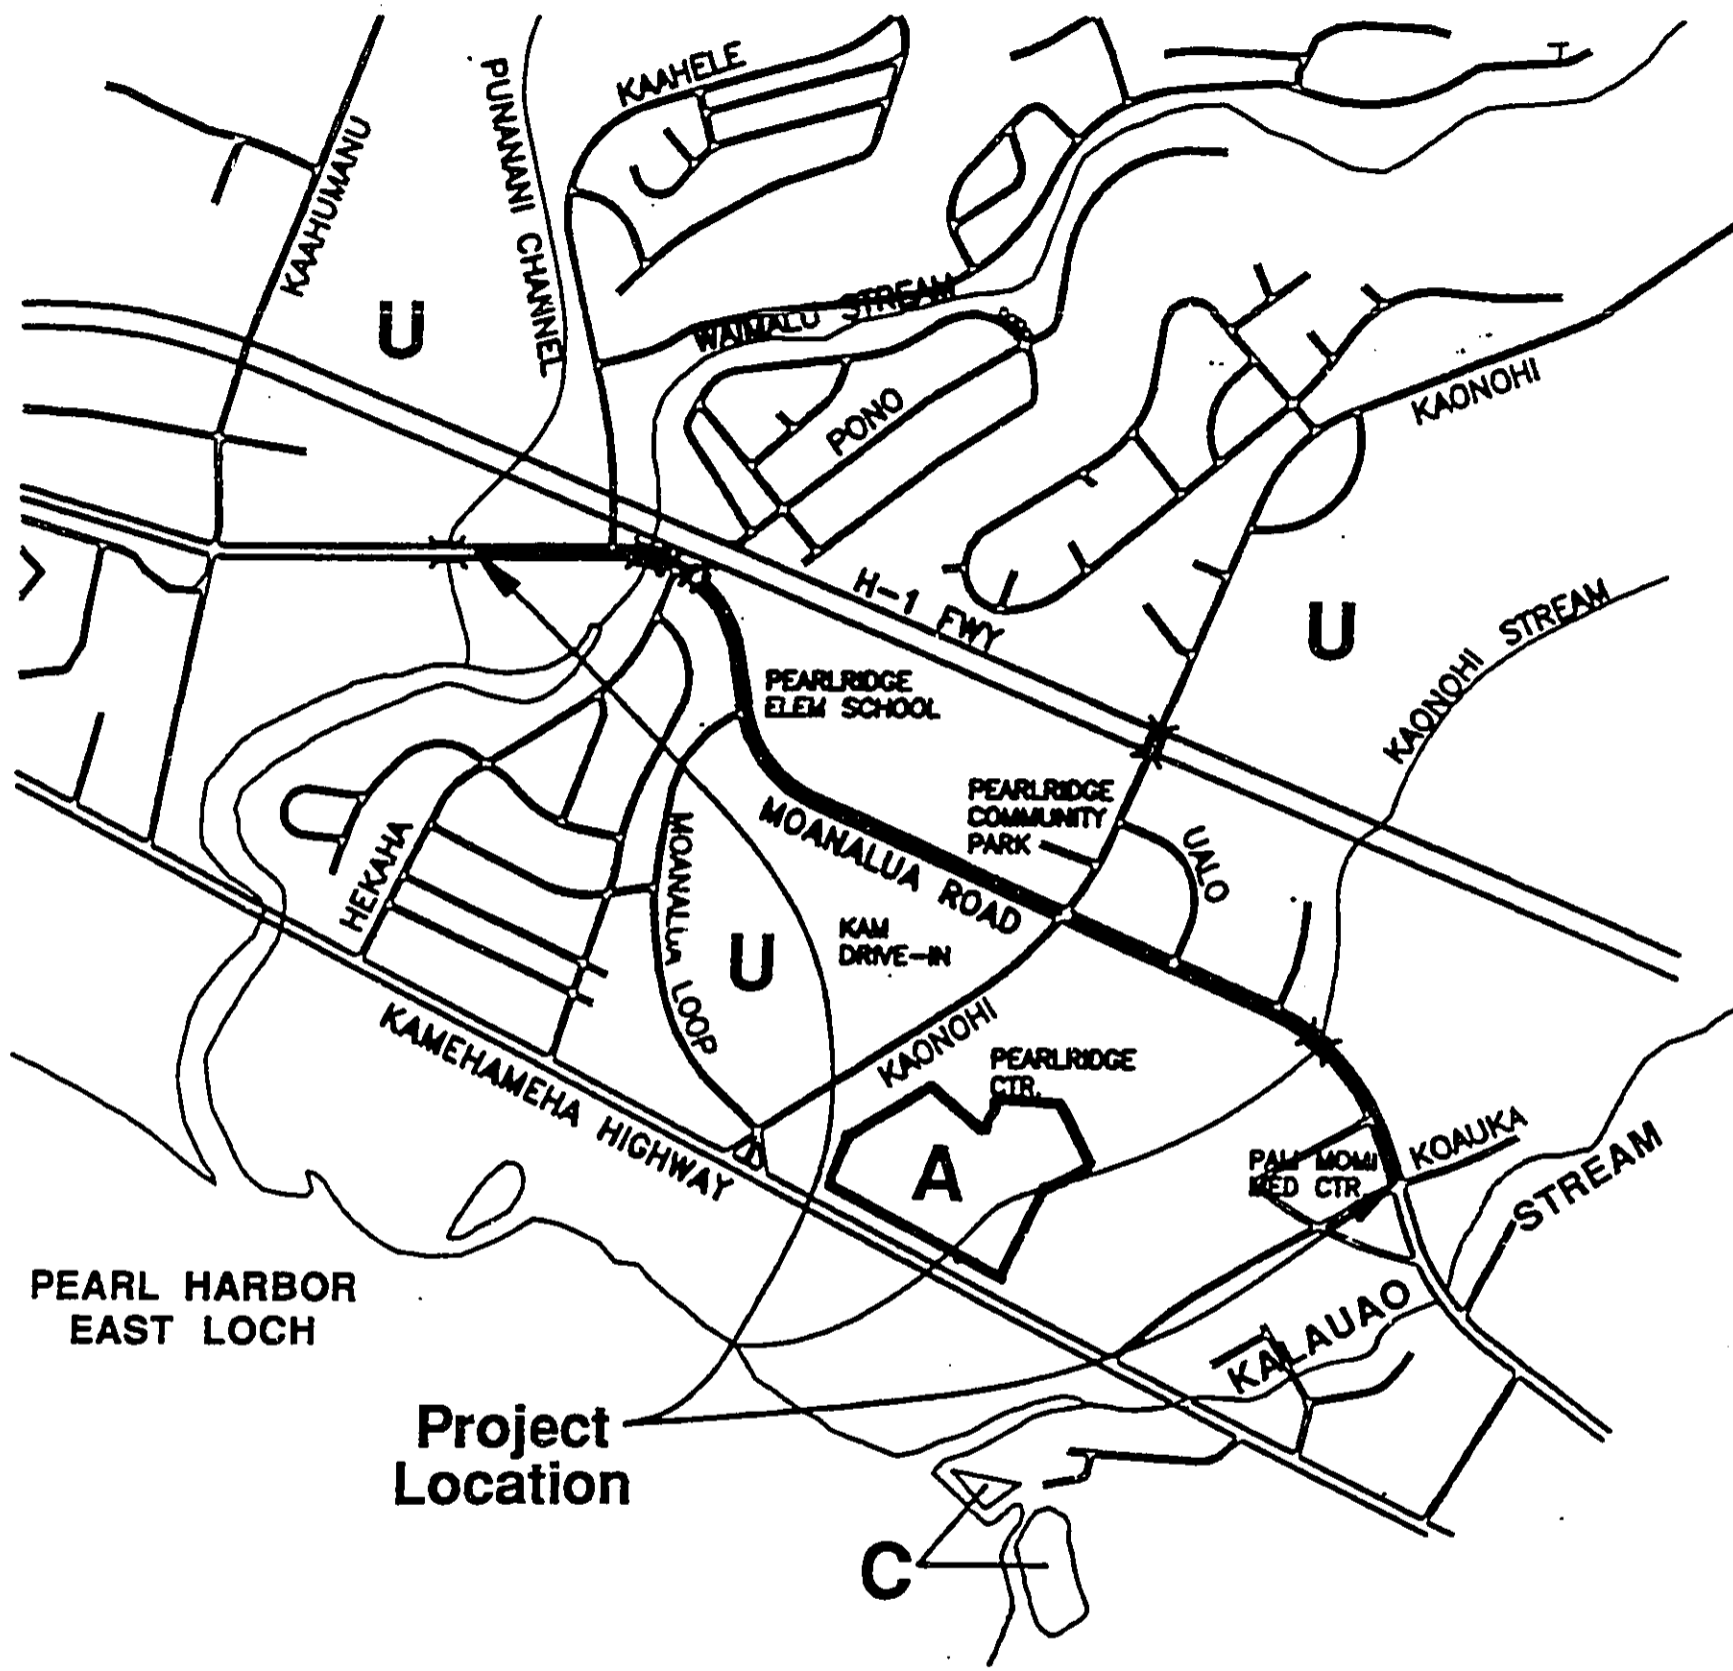 KAAHELE
PUNANANI CHANNEL
KAAHUMANU
U
WAIMALU STREAM
PONO
KAONOHI
H-1 FWY
U
KAONOHI STREAM
PEARLRIDGE
ELEM SCHOOL
PEARLRIDGE
COMMUNITY
PARK
MOANALUA ROAD
UALO
HEKAHA
MOANALUA LOOP
U
KAM
DRIVE-IN
KAONOHI
KAMEHAMEHA HIGHWAY
PEARLRIDGE
CTR.
A
PALI MOMI
MED CTR
KOAUKA
KALAUAO STREAM
PEARL HARBOR
EAST LOCH
Project
Location
C